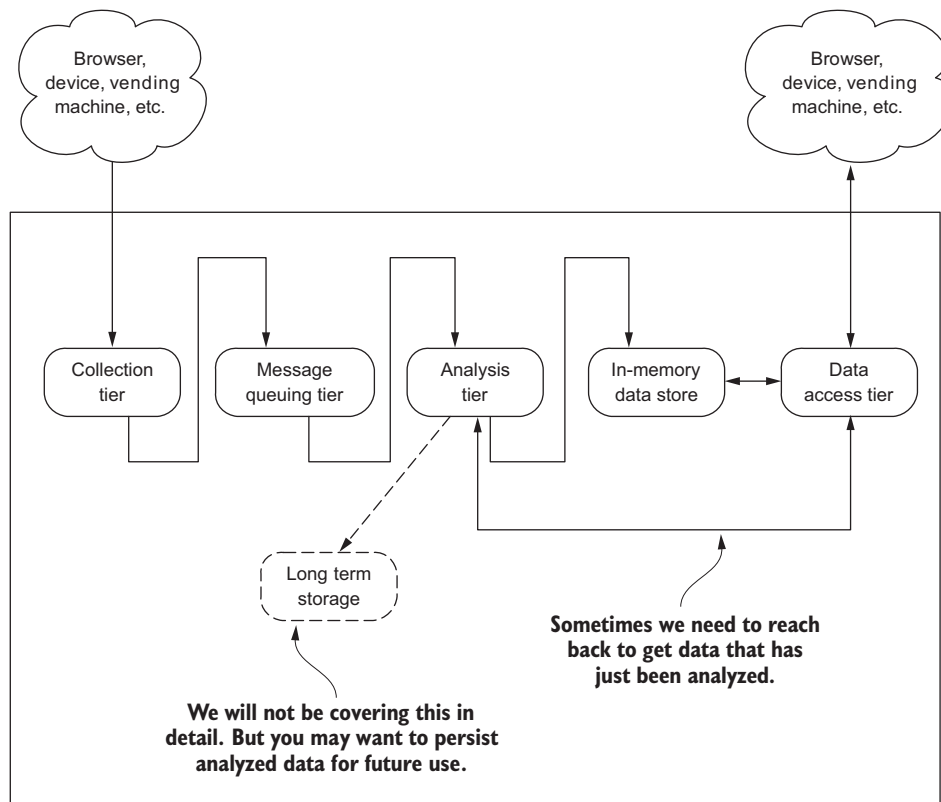 Browser,
device, vending
machine, etc.
Browser,
device, vending
machine, etc.
Collection
tier
Message
queuing tier
Analysis
tier
In-memory
data store
Data
access tier
Long term
storage
Sometimes we need to reach
back to get data that has
just been analyzed.
We will not be covering this in
detail. But you may want to persist
analyzed data for future use.